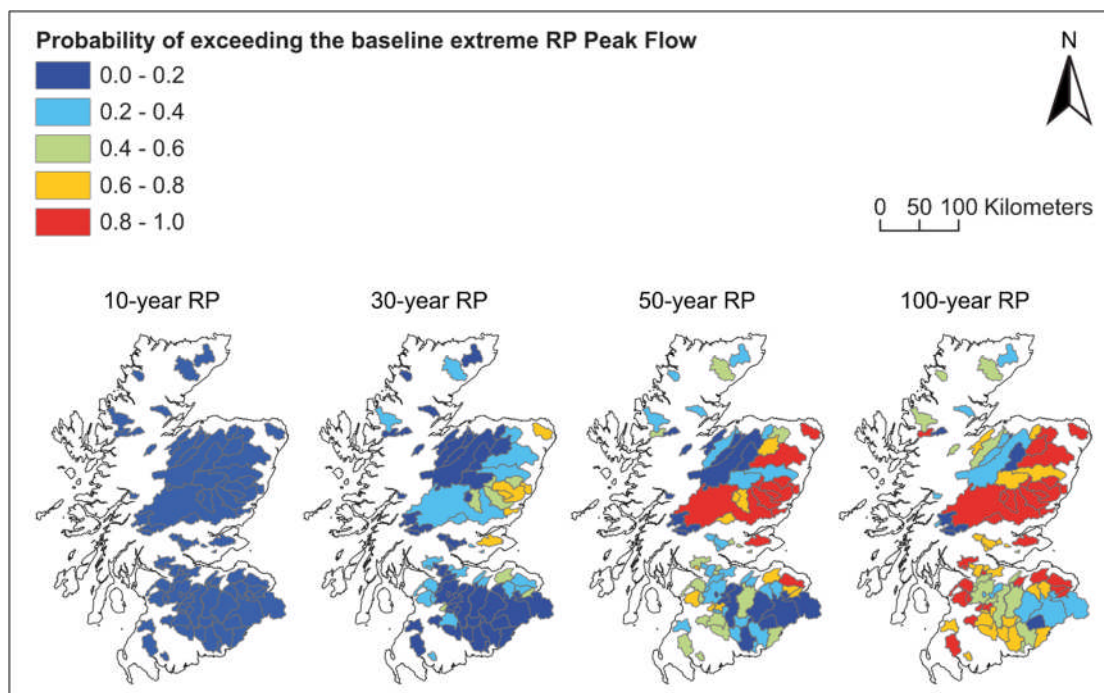 Probability of exceeding the baseline extreme RP Peak Flow
N
0.0 - 0.2
0.2 - 0.4
0.4 - 0.6
0.6 - 0.8
0.8 - 1.0
0 50 100 Kilometers
10-year RP
30-year RP
50-year RP
100-year RP